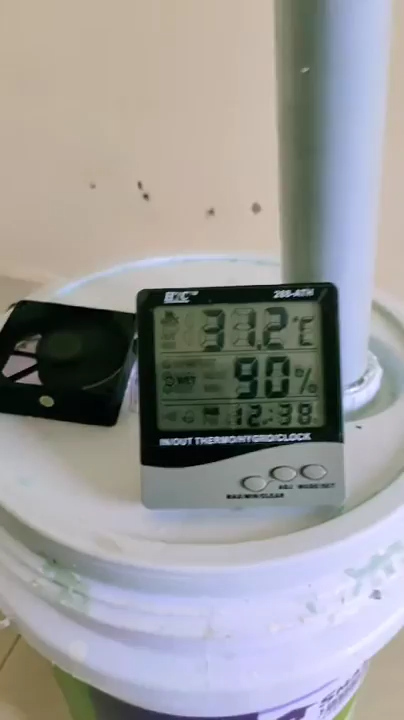 288-ATH
31.2°C
90%
12:38
IN/OUT THERMO/HYGRO/CLOCK
ADJ MODE/SET
MAX/MIN/CLEAR